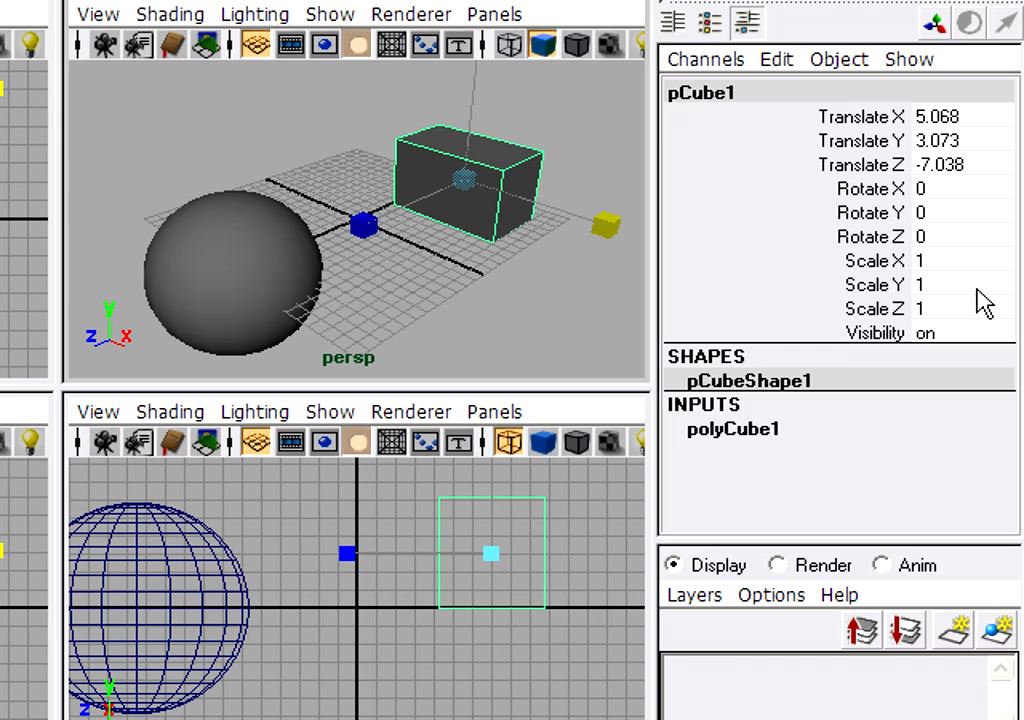 View Shading Lighting Show Renderer Panels
Channels Edit Object Show
pCube1
Translate X 5.068
Translate Y 3.073
Translate Z -7.038
Rotate X 0
Rotate Y 0
Rotate Z 0
Scale X 1
Scale Y 1
Scale Z 1
Visibility on
SHAPES
pCubeShape1
INPUTS
polyCube1
y
z x
persp
View Shading Lighting Show Renderer Panels
y
z x
Display Render Anim
Layers Options Help